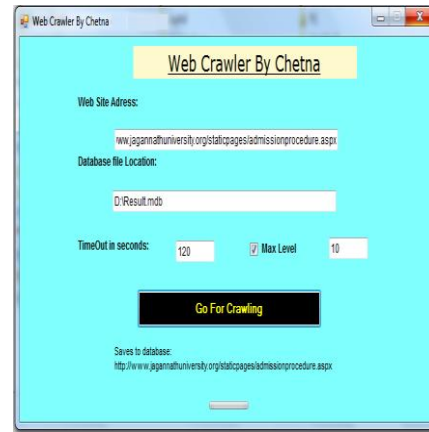 Web Crawler By Chetna
Web Crawler By Chetna
Web Site Adress:
ww.jagannathuniversity.org/staticpages/admissionprocedure.aspx
Database file Location:
D:\Result.mdb
TimeOut in seconds: 120 Max Level 10
Go For Crawling
Saves to database:
http://www.jagannathuniversity.org/staticpages/admissionprocedure.aspx